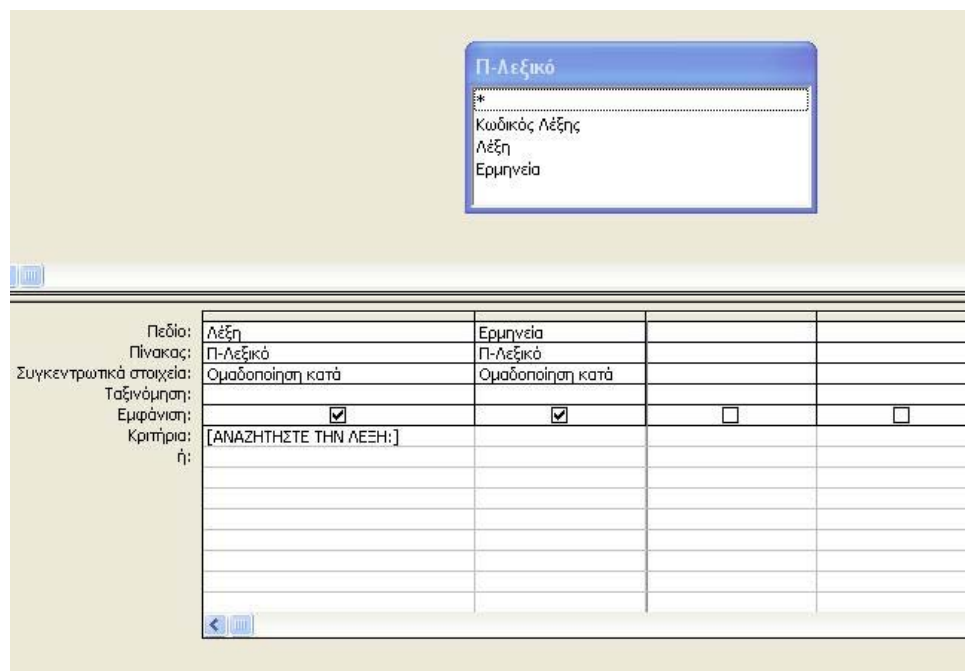 Π-Λεξικό
*
Κωδικός Λέξης
Λέξη
Ερμηνεία
Πεδίο: Λέξη Ερμηνεία
Πίνακας: Π-Λεξικό Π-Λεξικό
Συγκεντρωτικά στοιχεία: Ομαδοποίηση κατά Ομαδοποίηση κατά
Ταξινόμηση:
Εμφάνιση:
Κριτήρια: [ΑΝΑΖΗΤΗΣΤΕ ΤΗΝ ΛΕΞΗ:]
ή: